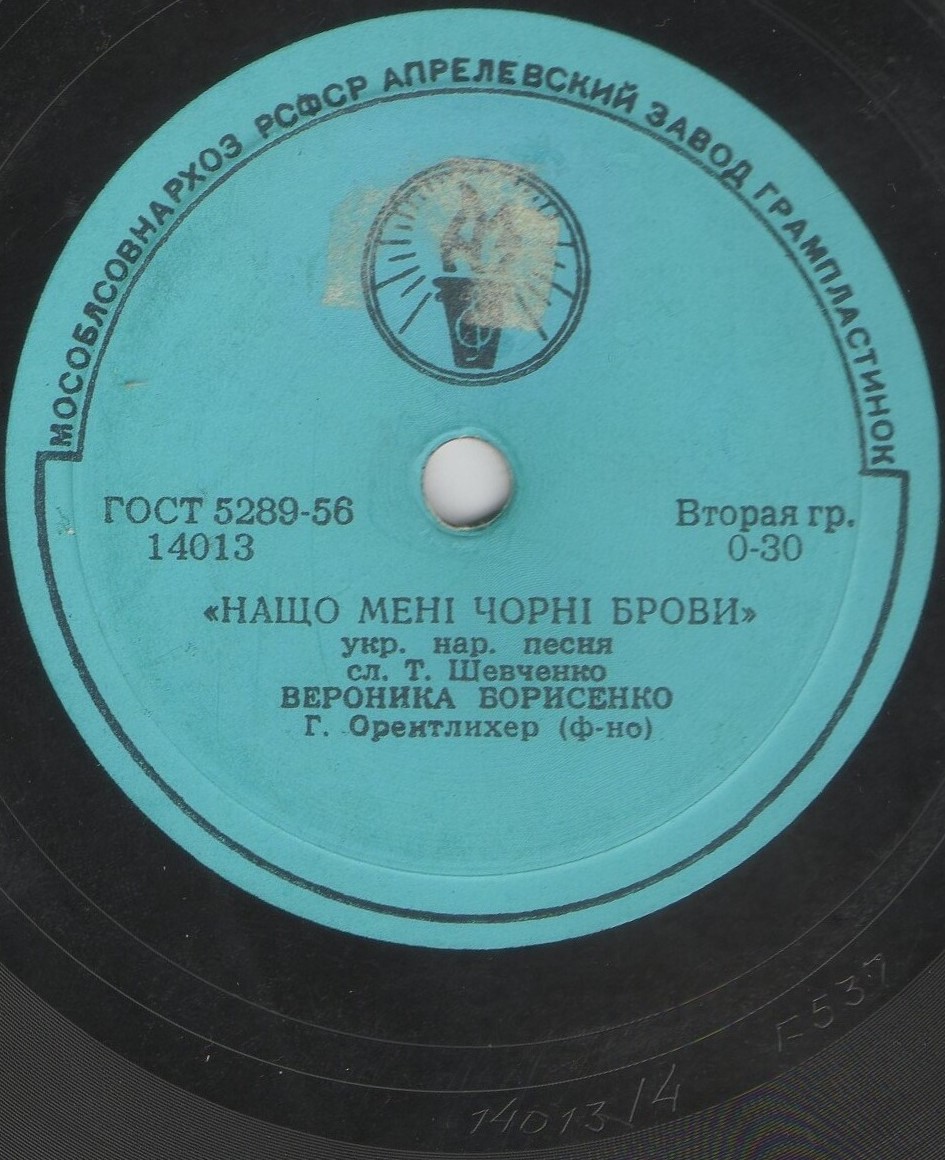 МОСОБЛСОВНАРХОЗ РСФСР АПРЕЛЕВСКИЙ ЗАВОД ГРАМПЛАСТИНОК
ГОСТ 5289-56
14013
Вторая гр.
0-30
«НАЩО МЕНІ ЧОРНІ БРОВИ»
укр. нар. песня
сл. Т. Шевченко
ВЕРОНИКА БОРИСЕНКО
Г. Орентлихер (ф-но)
14013/4